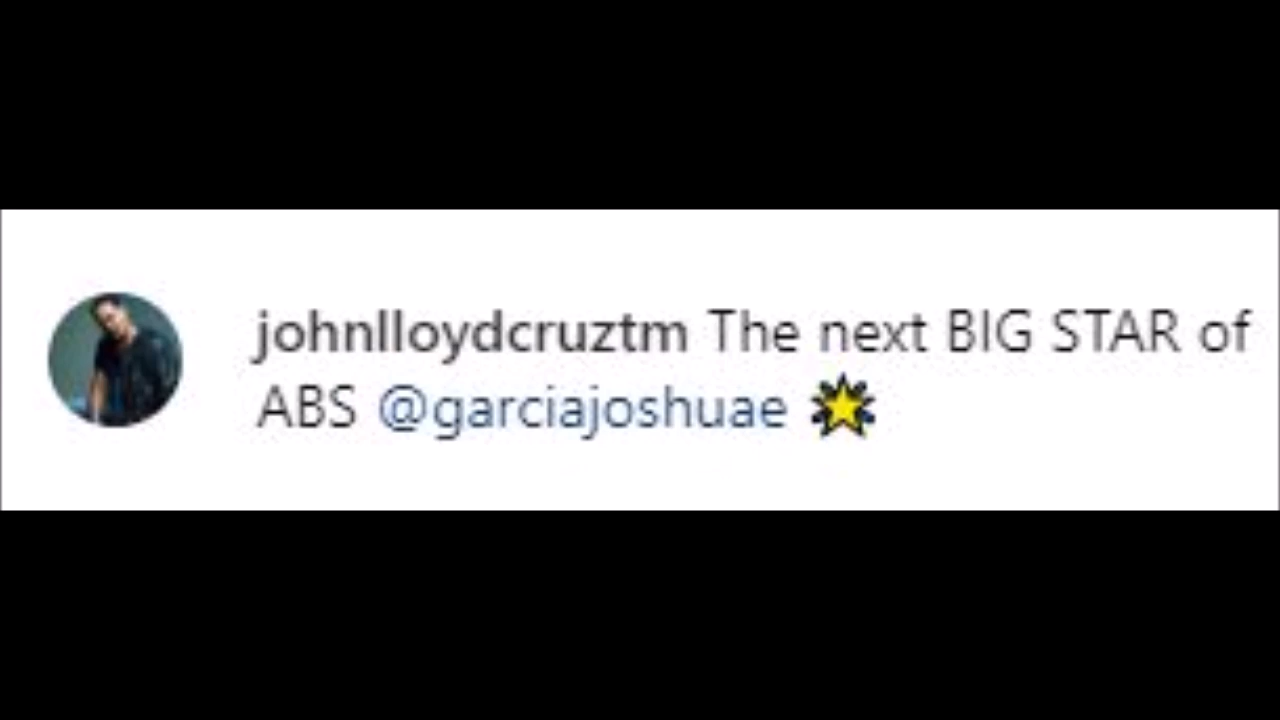 johnlloydcruztm The next BIG STAR of
ABS @garciajoshuae 🌟